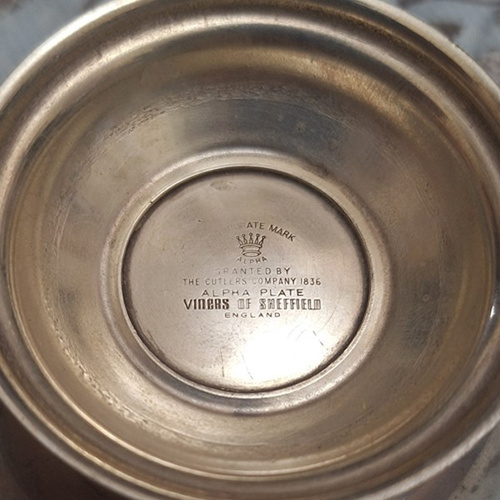 MARK
ALPHA
GRANTED BY
THE CUTLERS COMPANY 1836
ALPHA PLATE
VINERS OF SHEFFIELD
ENGLAND